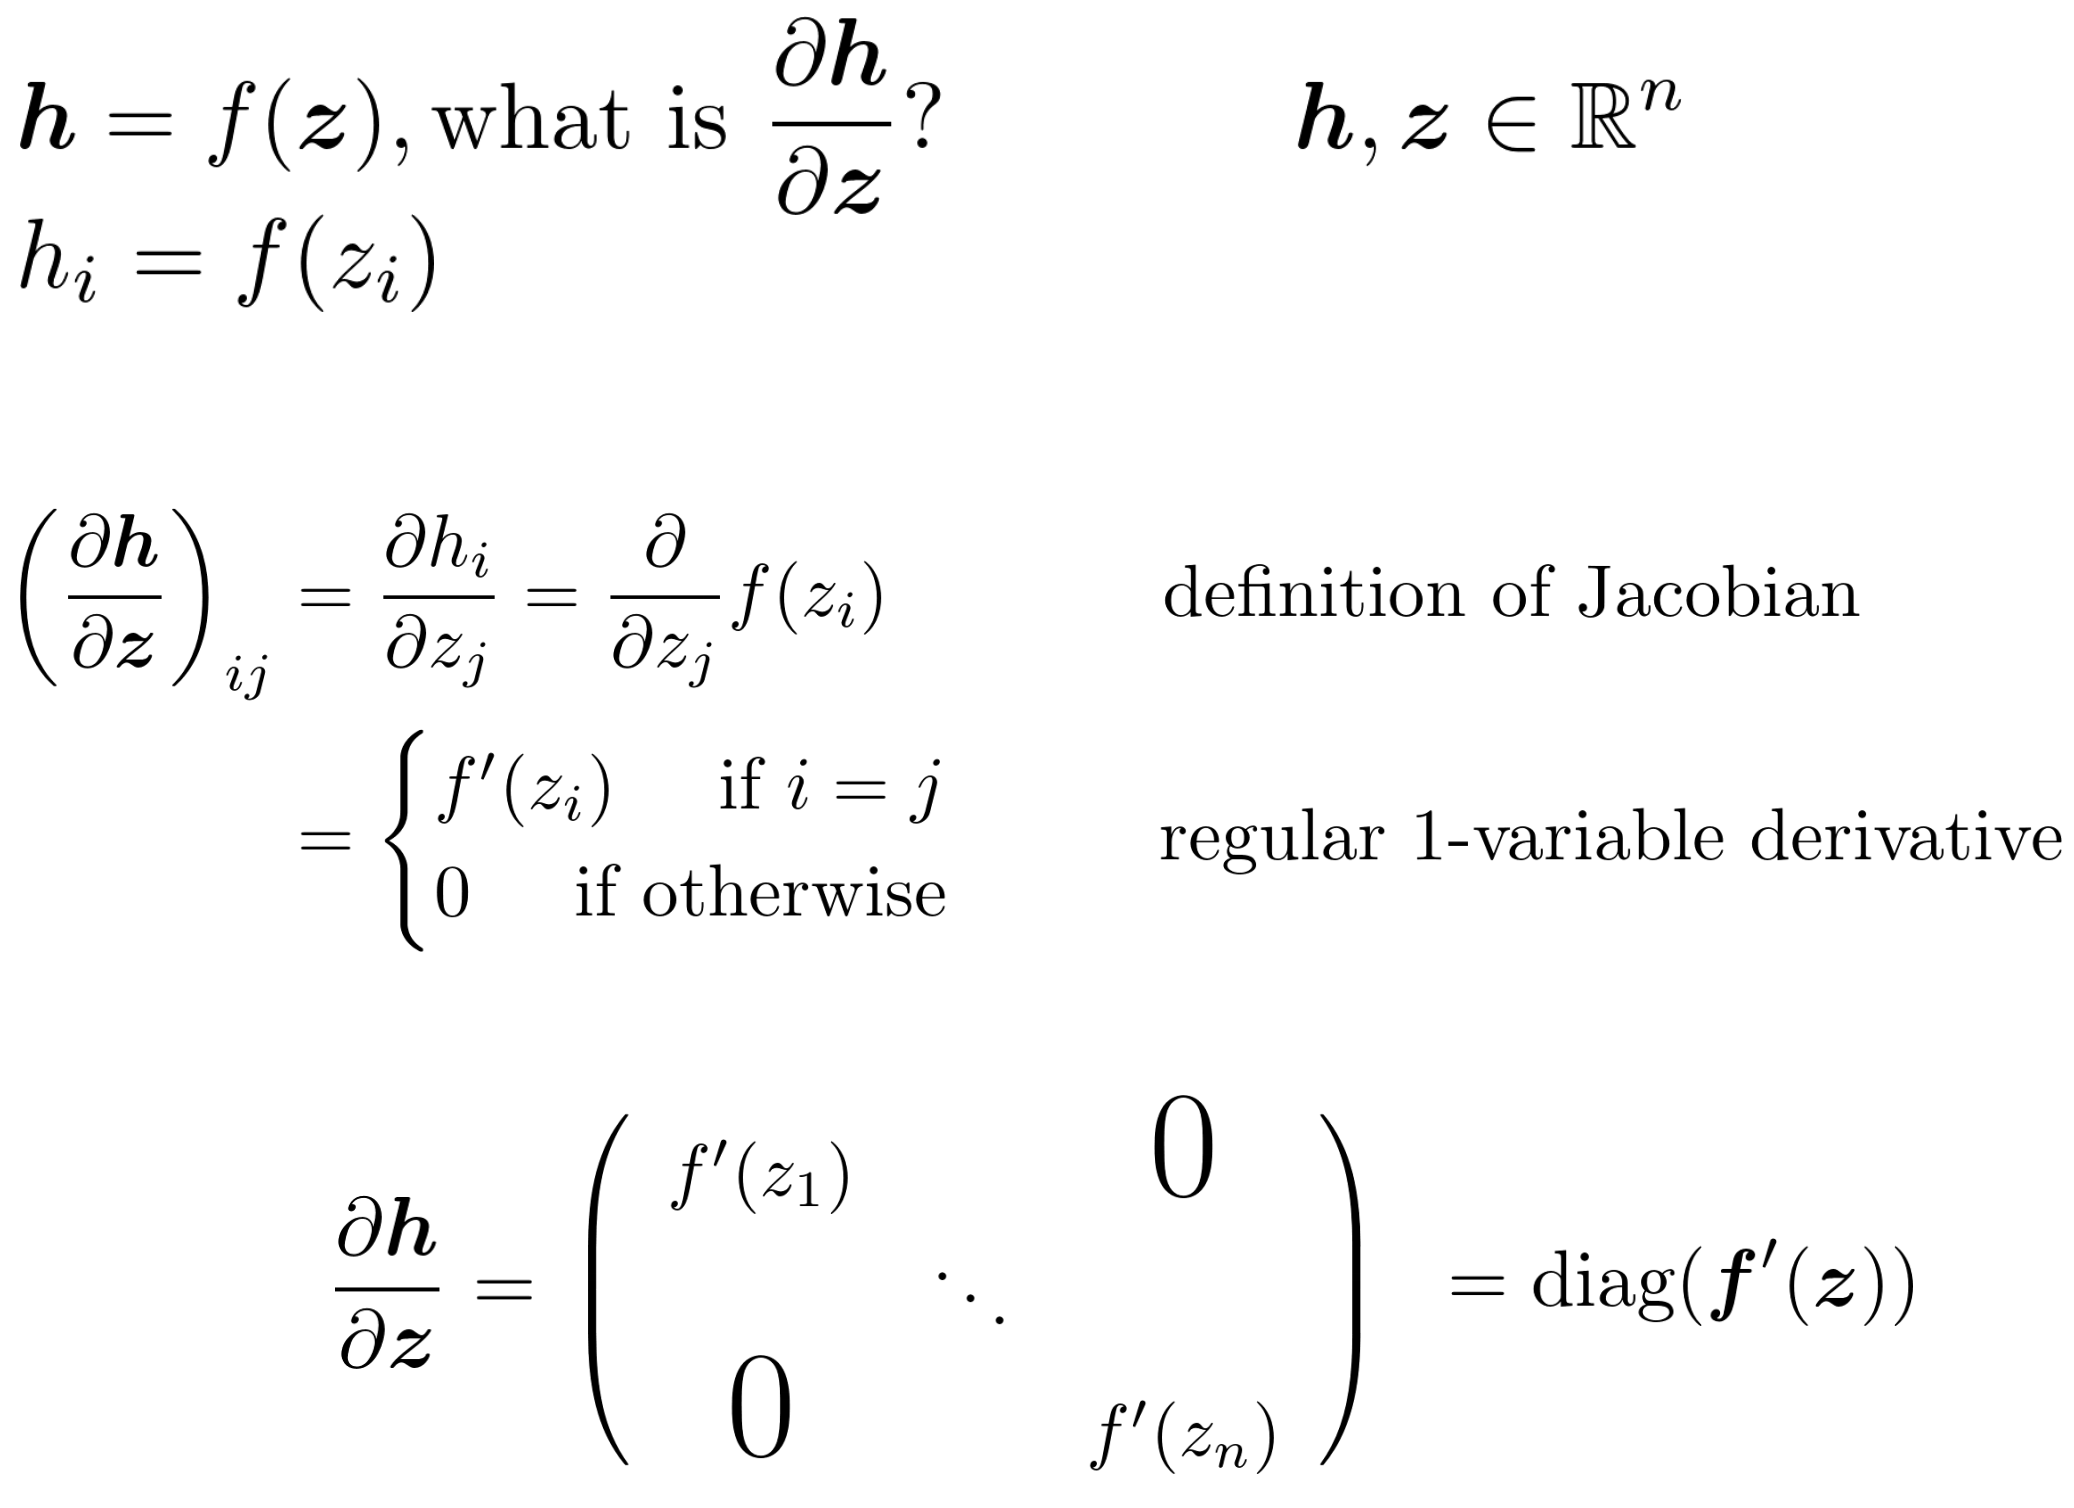 h = f(z), what is ∂h/∂z?    h, z ∈ ℝⁿ
hᵢ = f(zᵢ)
(∂h/∂z)ᵢⱼ = ∂hᵢ/∂zⱼ = ∂/∂zⱼ f(zᵢ)    definition of Jacobian
= { f′(zᵢ)  if i = j
0  if otherwise    regular 1-variable derivative
∂h/∂z = ( f′(z₁)  0
⋱
0  f′(zₙ) ) = diag(f′(z))